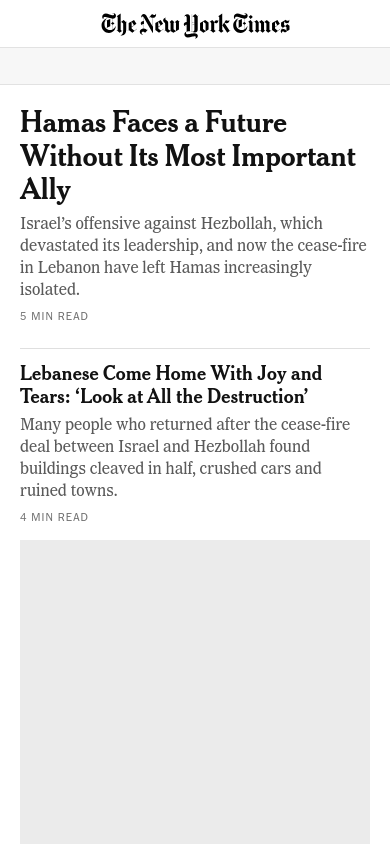 The New York Times
Hamas Faces a Future
Without Its Most Important
Ally
Israel’s offensive against Hezbollah, which
devastated its leadership, and now the cease-fire
in Lebanon have left Hamas increasingly
isolated.
5 MIN READ
Lebanese Come Home With Joy and
Tears: ‘Look at All the Destruction’
Many people who returned after the cease-fire
deal between Israel and Hezbollah found
buildings cleaved in half, crushed cars and
ruined towns.
4 MIN READ